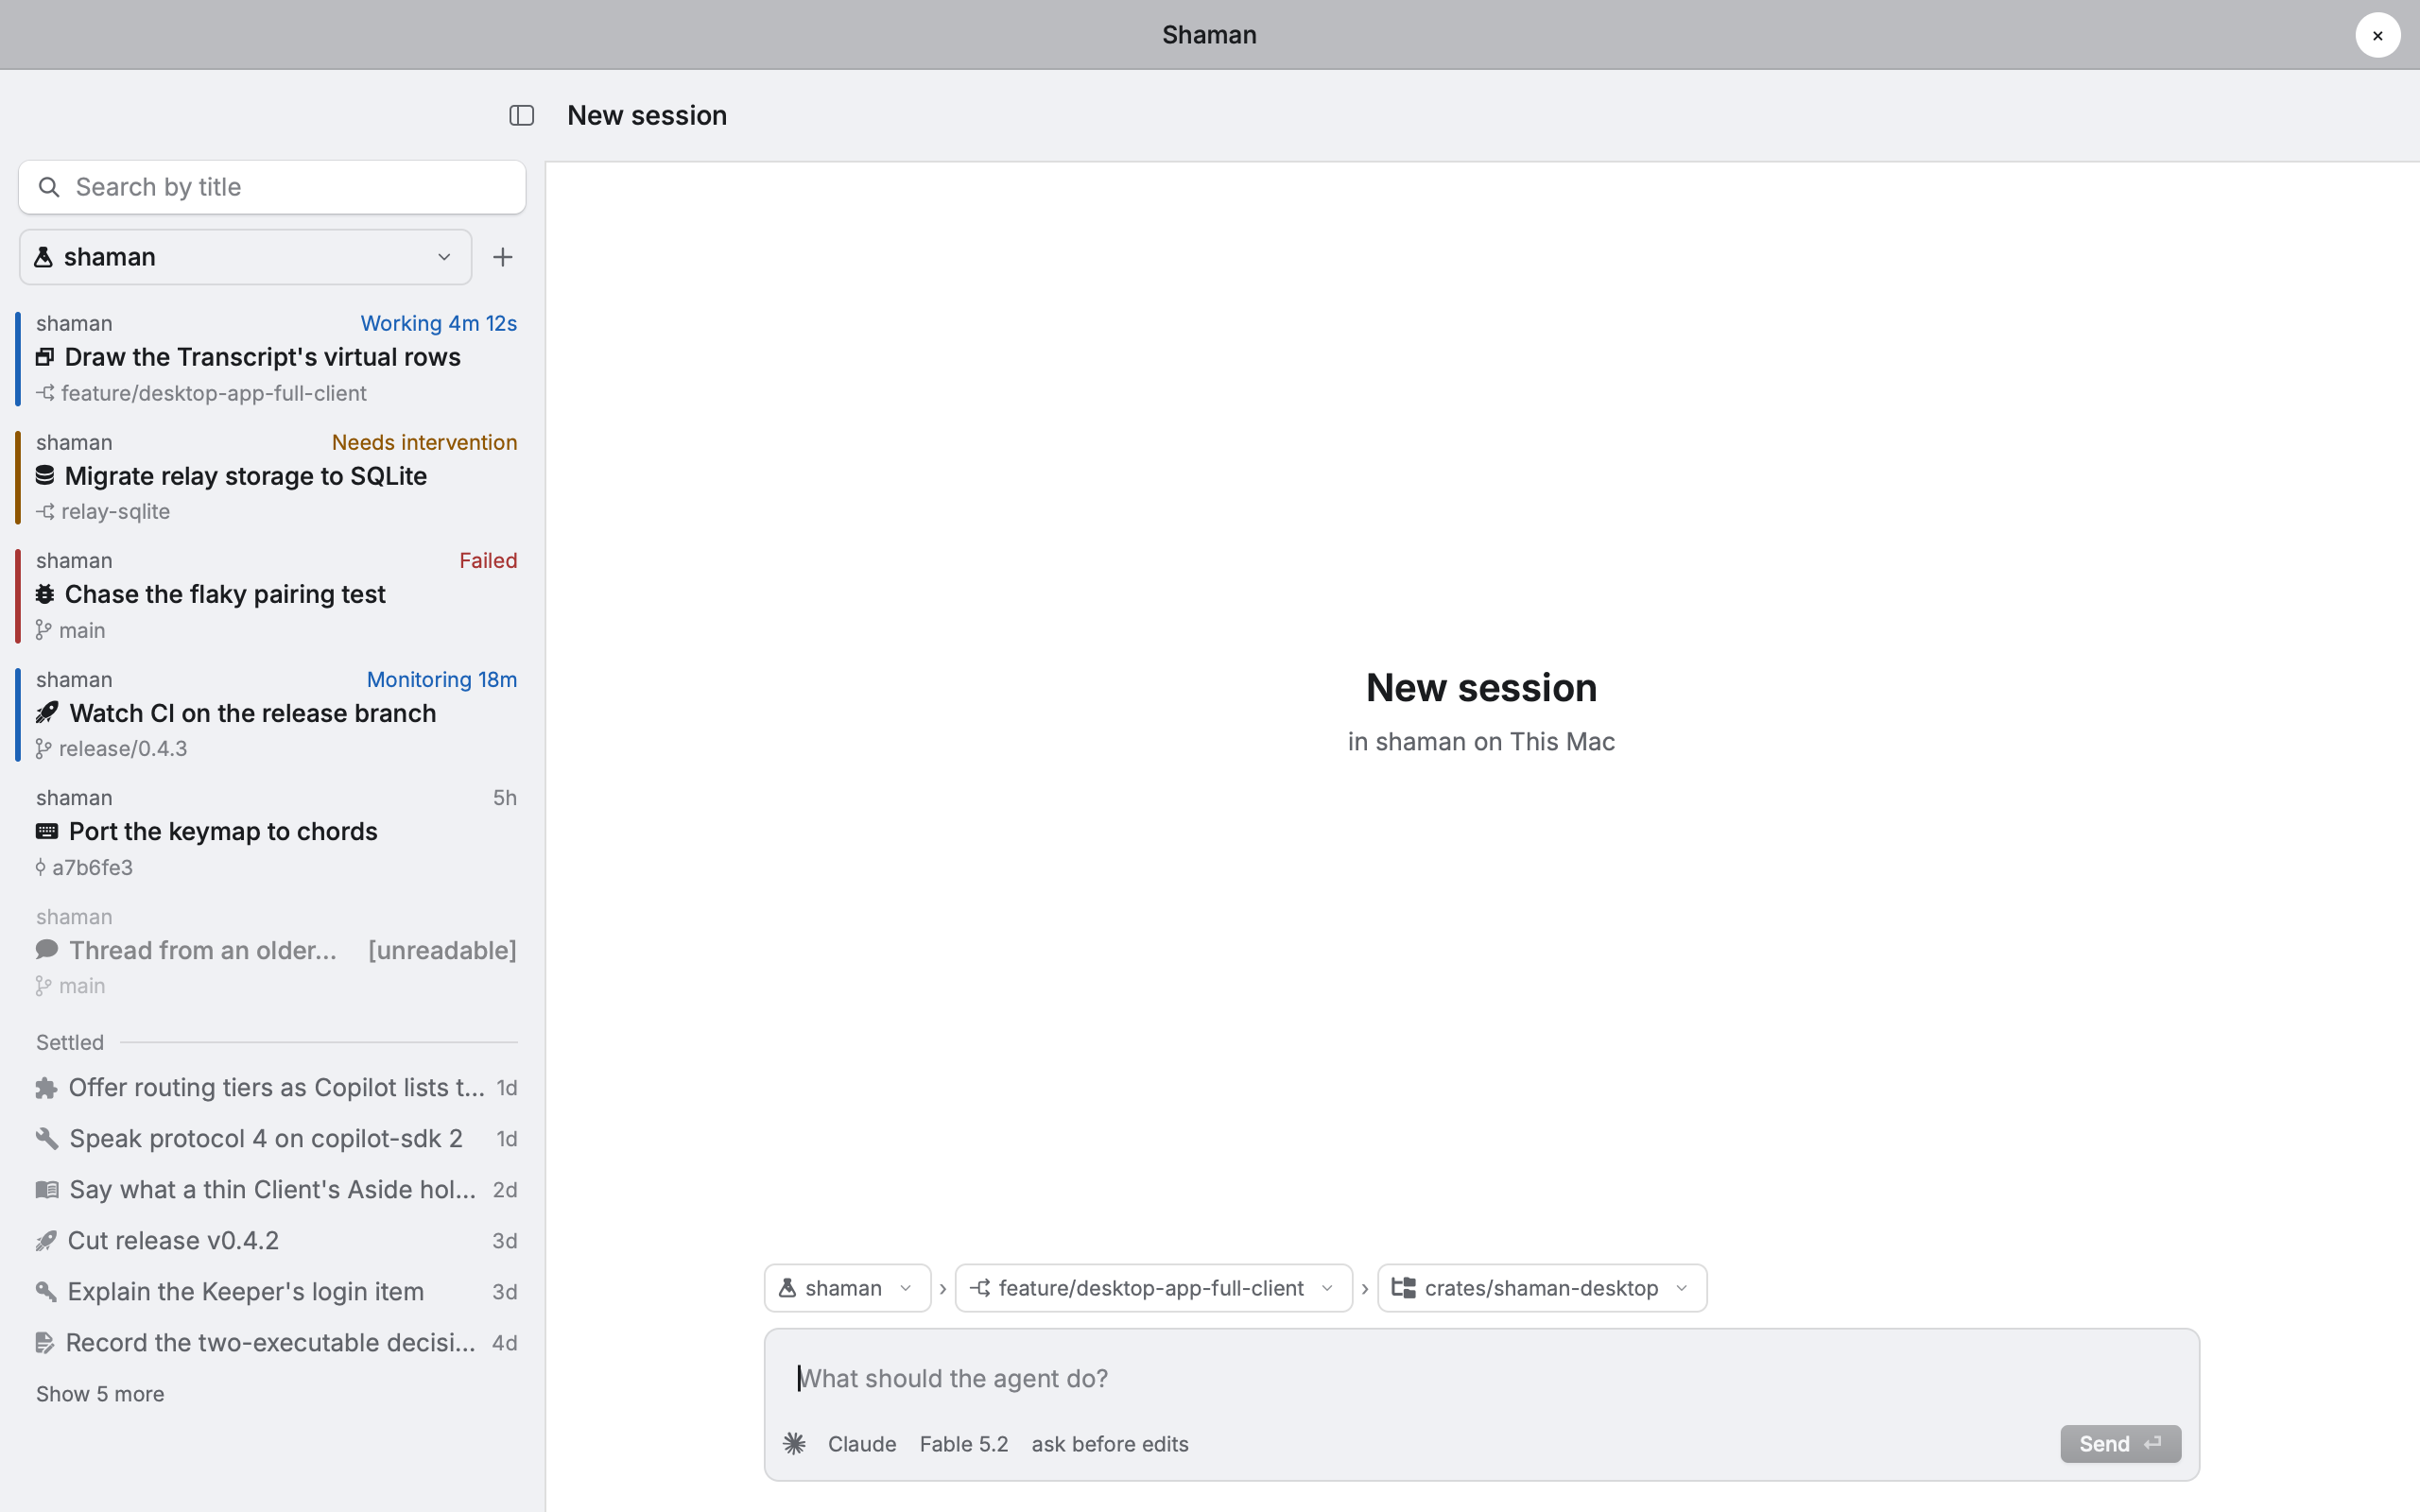 Shaman
New session
Search by title
shaman
shaman Working 4m 12s
Draw the Transcript's virtual rows
feature/desktop-app-full-client
shaman Needs intervention
Migrate relay storage to SQLite
relay-sqlite
shaman Failed
Chase the flaky pairing test
main
shaman Monitoring 18m
Watch CI on the release branch
release/0.4.3
shaman 5h
Port the keymap to chords
a7b6fe3
shaman
Thread from an older... [unreadable]
main
Settled
Offer routing tiers as Copilot lists t... 1d
Speak protocol 4 on copilot-sdk 2 1d
Say what a thin Client's Aside hol... 2d
Cut release v0.4.2 3d
Explain the Keeper's login item 3d
Record the two-executable decisi... 4d
Show 5 more
New session
in shaman on This Mac
shaman › feature/desktop-app-full-client › crates/shaman-desktop
What should the agent do?
Claude Fable 5.2 ask before edits Send